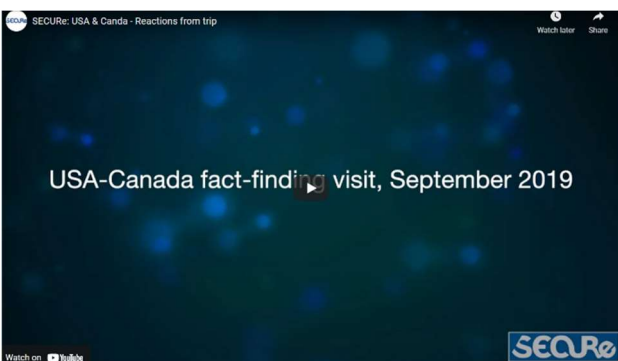 SECURe
SECURe: USA & Canda - Reactions from trip
Watch later
Share
USA-Canada fact-finding visit, September 2019
Watch on YouTube
SECURe